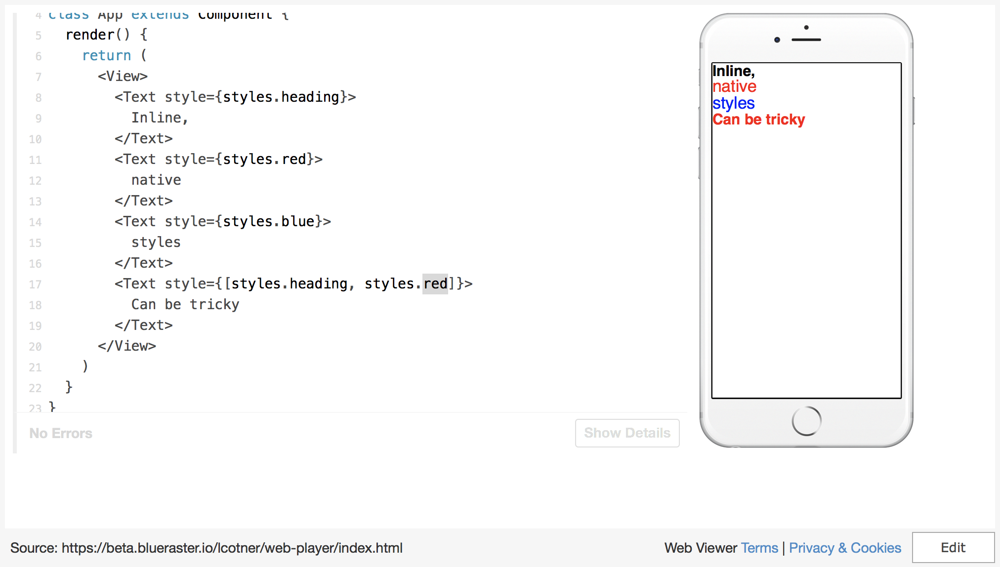 4 class App extends Component {
5 render() {
6 return (
7 <View>
8 <Text style={styles.heading}>
9 Inline,
10 </Text>
11 <Text style={styles.red}>
12 native
13 </Text>
14 <Text style={styles.blue}>
15 styles
16 </Text>
17 <Text style={[styles.heading, styles.red]}>
18 Can be tricky
19 </Text>
20 </View>
21 )
22 }
23 }
No Errors
Show Details
Inline,
native
styles
Can be tricky
Source: https://beta.blueraster.io/lcotner/web-player/index.html
Web Viewer Terms | Privacy & Cookies
Edit